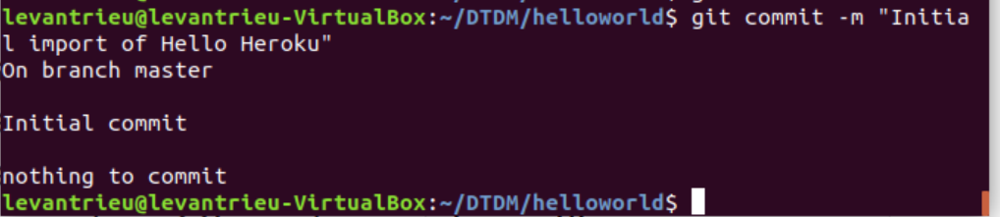 levantrieu@levantrieu-VirtualBox:~/DTDM/helloworld$ git commit -m "Initia
l import of Hello Heroku"
On branch master
Initial commit
nothing to commit
levantrieu@levantrieu-VirtualBox:~/DTDM/helloworld$